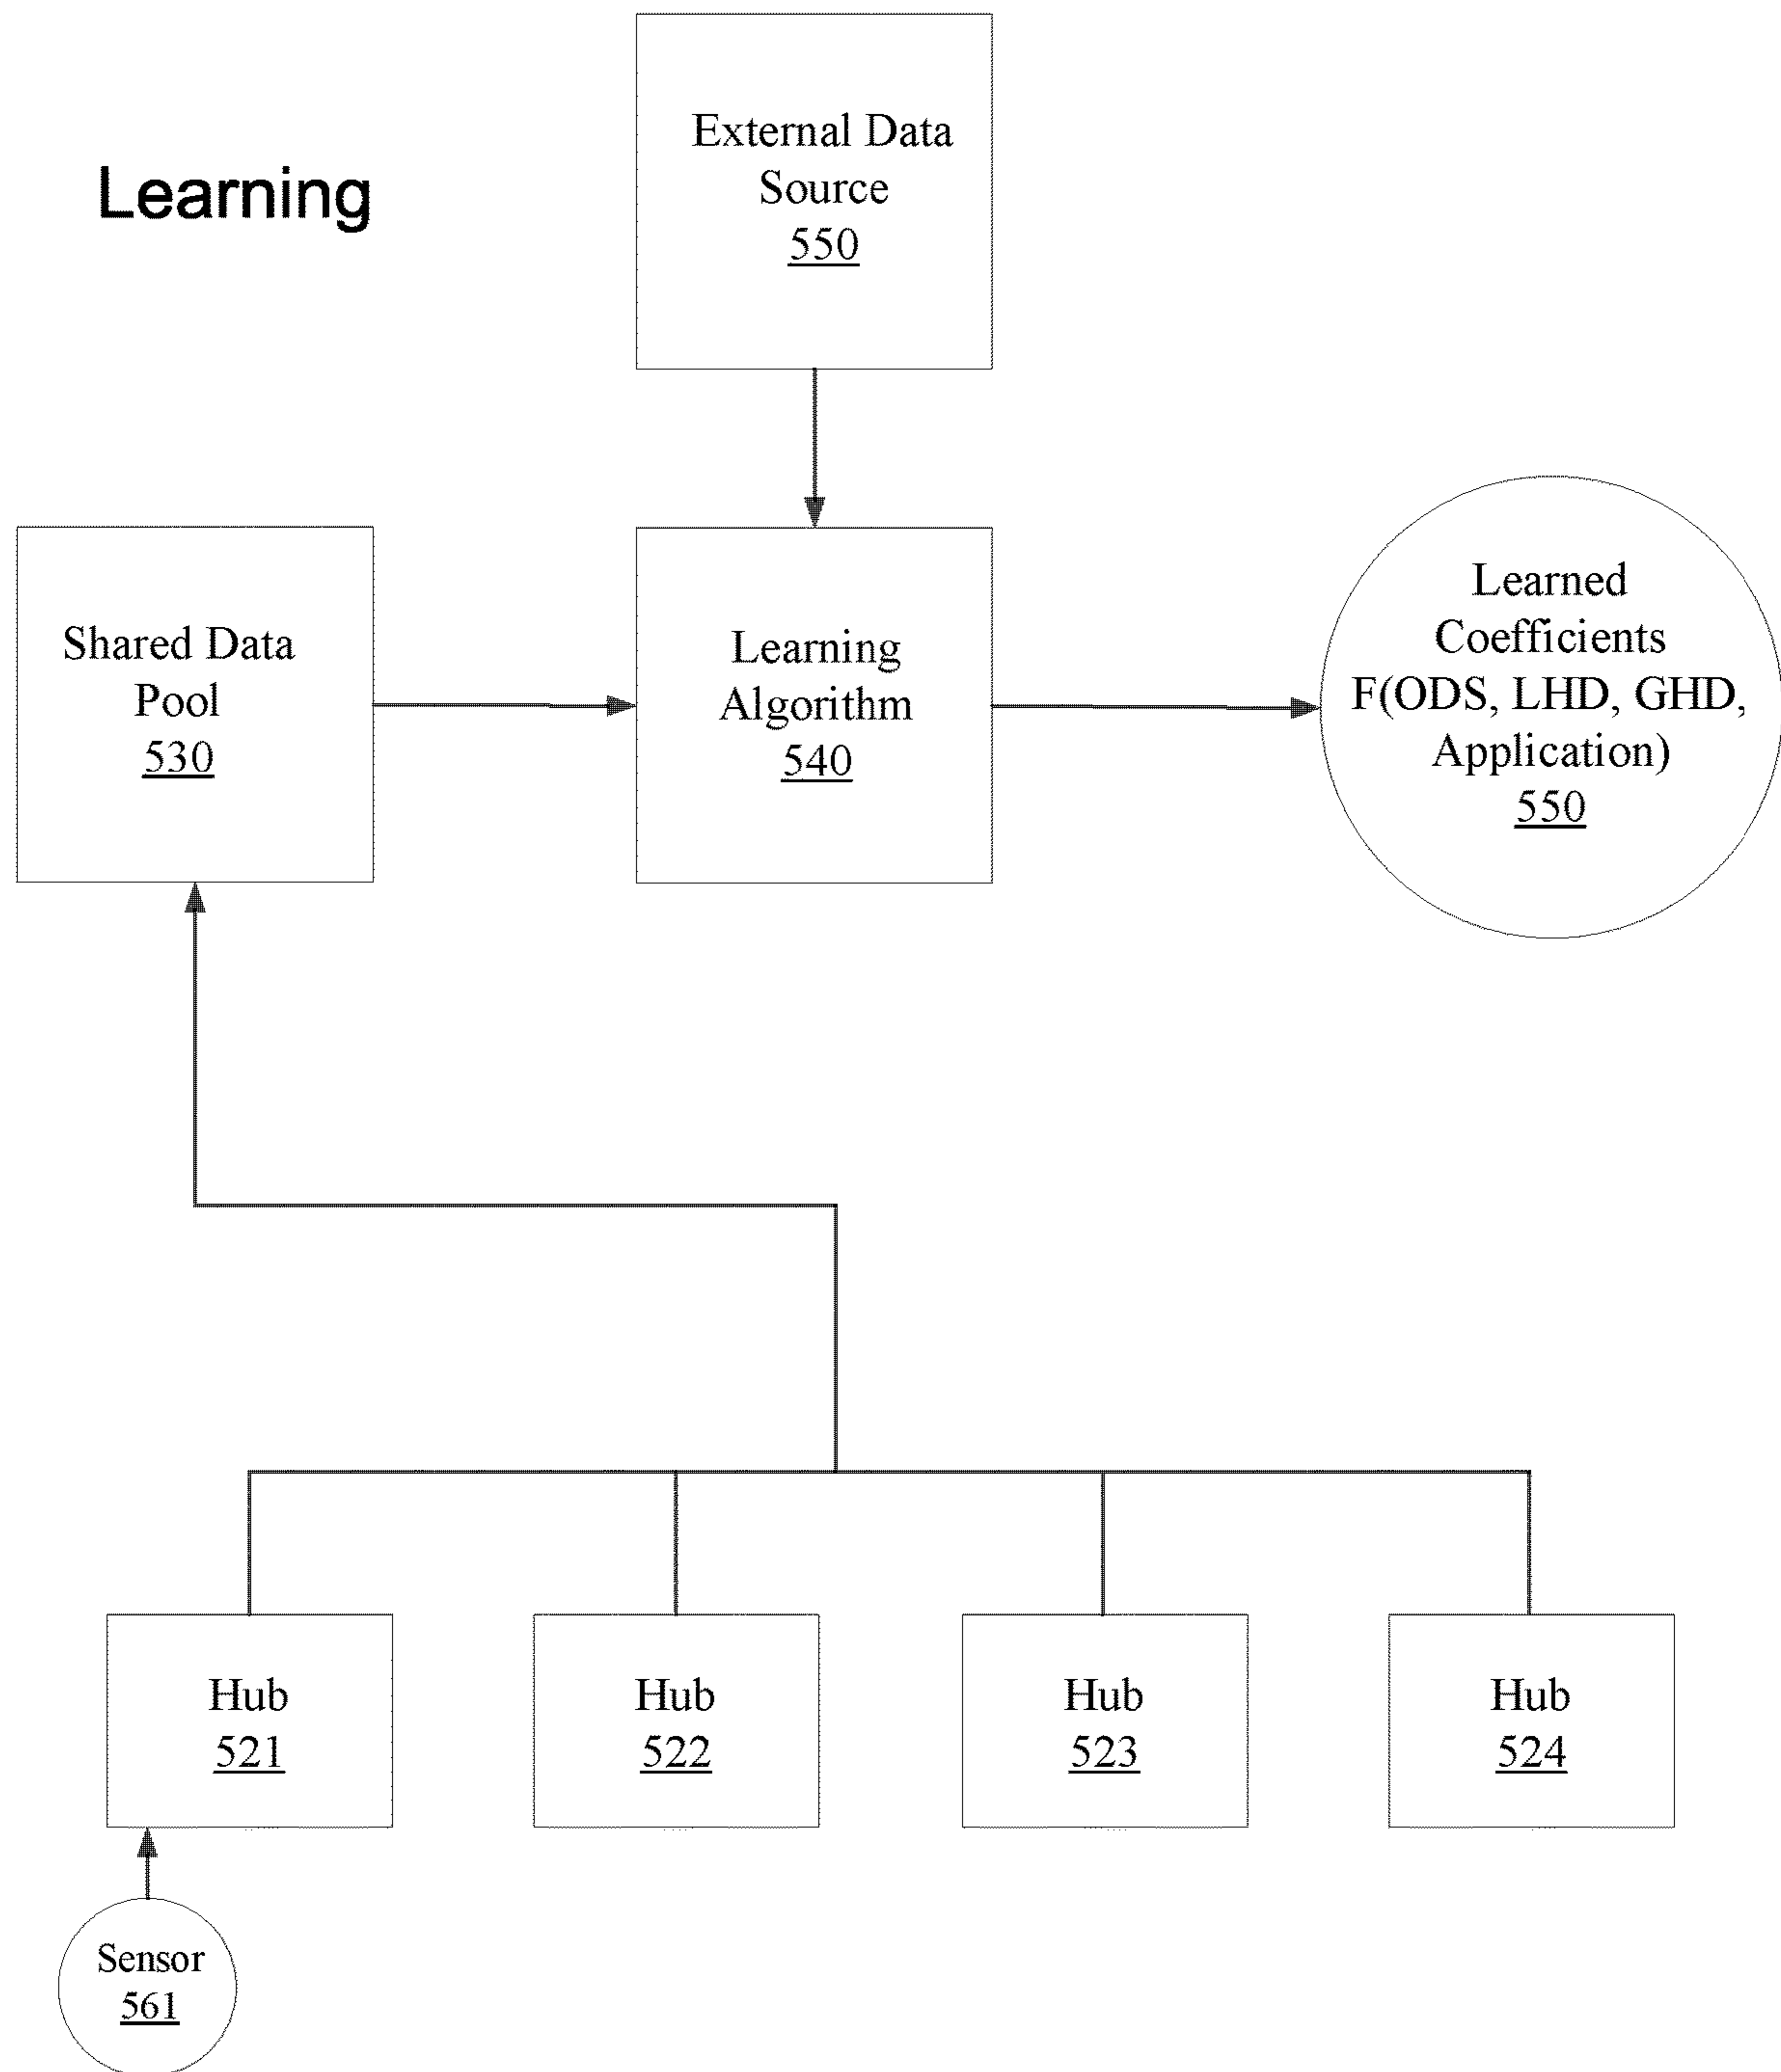 Learning
External Data
Source
550
Shared Data
Pool
530
Learning
Algorithm
540
Learned
Coefficients
F(ODS, LHD, GHD,
Application)
550
Hub
521
Hub
522
Hub
523
Hub
524
Sensor
561